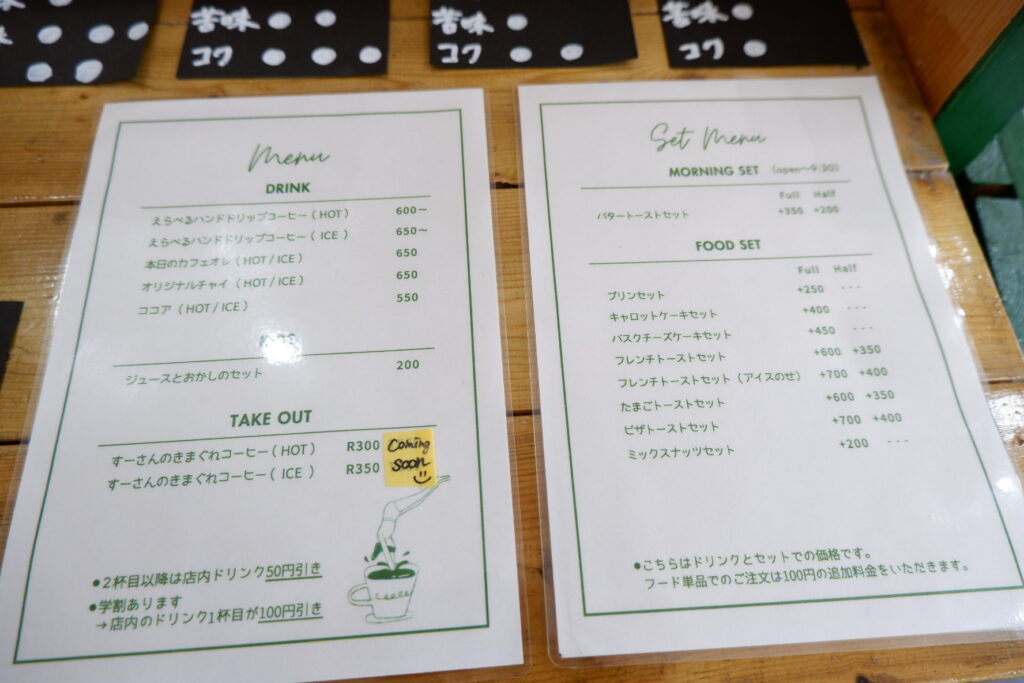 苦味
コク
苦味
コク
苦味
コク
Menu
DRINK
えらべるハンドドリップコーヒー ( HOT ) 600～
えらべるハンドドリップコーヒー ( ICE ) 650～
本日のカフェオレ ( HOT / ICE ) 650
オリジナルチャイ ( HOT / ICE ) 650
ココア ( HOT / ICE ) 550
ジュースとおかしのセット 200
TAKE OUT
すーさんのきまぐれコーヒー ( HOT ) R300
すーさんのきまぐれコーヒー ( ICE ) R350
Coming
soon
●2杯目以降は店内ドリンク50円引き
●学割あります
→店内のドリンク1杯目が100円引き
Set Menu
MORNING SET (open～9:30)
Full Half
バタートーストセット +350 +200
FOOD SET
Full Half
プリンセット +250 ---
キャロットケーキセット +400 ---
バスクチーズケーキセット +450 ---
フレンチトーストセット +600 +350
フレンチトーストセット (アイスのせ) +700 +400
たまごトーストセット +600 +350
ピザトーストセット +700 +400
ミックスナッツセット +200 ---
●こちらはドリンクとセットでの価格です。
フード単品でのご注文は100円の追加料金をいただきます。